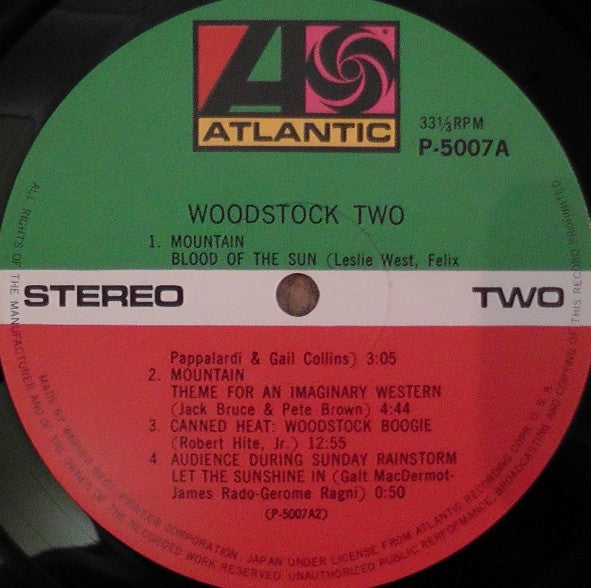 ATLANTIC
®
33⅓RPM
P-5007A
WOODSTOCK TWO
1. MOUNTAIN
BLOOD OF THE SUN (Leslie West, Felix
STEREO TWO
Pappalardi & Gail Collins) 3:05
2. MOUNTAIN
THEME FOR AN IMAGINARY WESTERN
(Jack Bruce & Pete Brown) 4:44
3. CANNED HEAT: WOODSTOCK BOOGIE
(Robert Hite, Jr.) 12:55
4. AUDIENCE DURING SUNDAY RAINSTORM
LET THE SUNSHINE IN (Galt MacDermot-
James Rado-Gerome Ragni) 0:50
(P-5007A2)
MADE BY WARNER BROS. PIONEER CORPORATION, JAPAN UNDER LICENSE FROM ATLANTIC RECORDING CORP. U.S.A.
ALL RIGHTS OF THE MANUFACTURER AND OF THE OWNER OF THE RECORDED WORK RESERVED. UNAUTHORIZED PUBLIC PERFORMANCE, BROADCASTING AND COPYING OF THIS RECORD PROHIBITED.